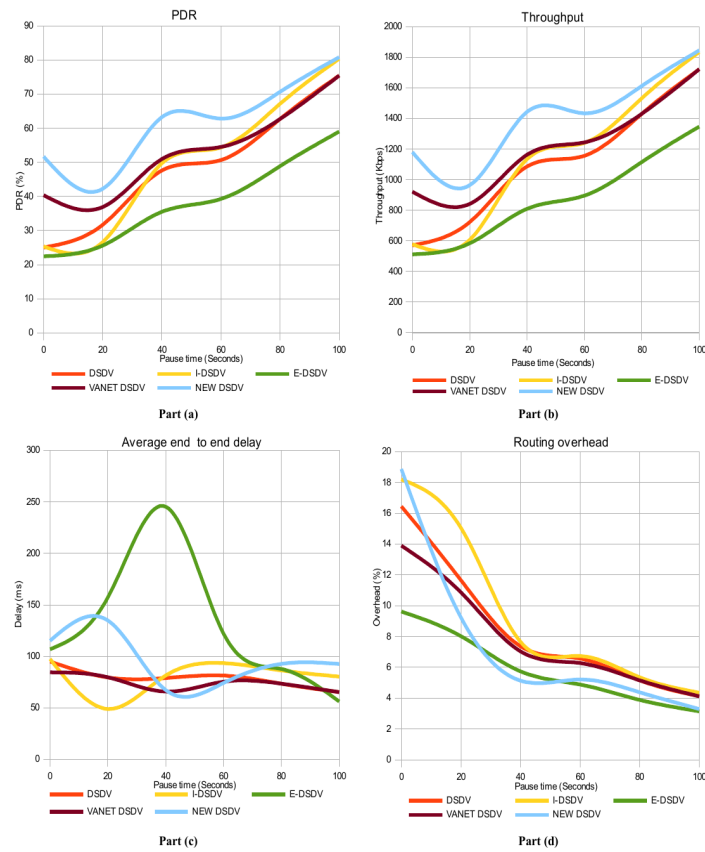 PDR
90
80
70
60
50
40
30
20
10
0
PDR (%)
0 20 40 60 80 100
Pause time (Seconds)
DSDV I-DSDV E-DSDV
VANET DSDV NEW DSDV
Part (a)
Throughput
2000
1800
1600
1400
1200
1000
800
600
400
200
0
Throughput (Kbps)
0 20 40 60 80 100
Pause time (Seconds)
DSDV I-DSDV E-DSDV
VANET DSDV NEW DSDV
Part (b)
Average end to end delay
300
250
200
150
100
50
0
Delay (ms)
0 20 40 60 80 100
Pause time (Seconds)
DSDV I-DSDV E-DSDV
VANET DSDV NEW DSDV
Part (c)
Routing overhead
20
18
16
14
12
10
8
6
4
2
0
Overhead (%)
0 20 40 60 80 100
Pause time (Seconds)
DSDV I-DSDV E-DSDV
VANET DSDV NEW DSDV
Part (d)